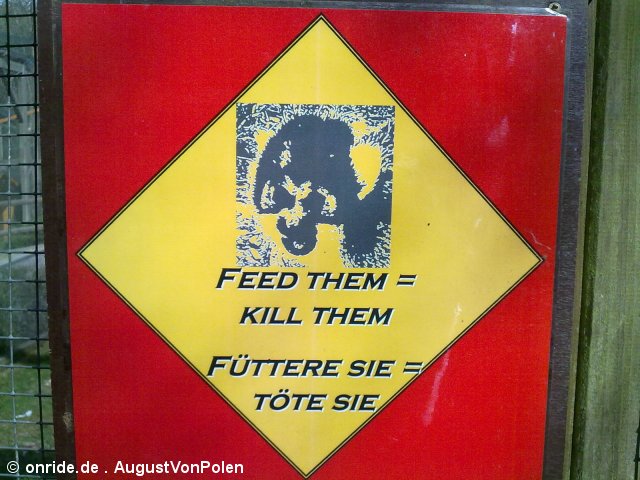 FEED THEM =
KILL THEM
FÜTTERE SIE =
TÖTE SIE
© onride.de . AugustVonPolen